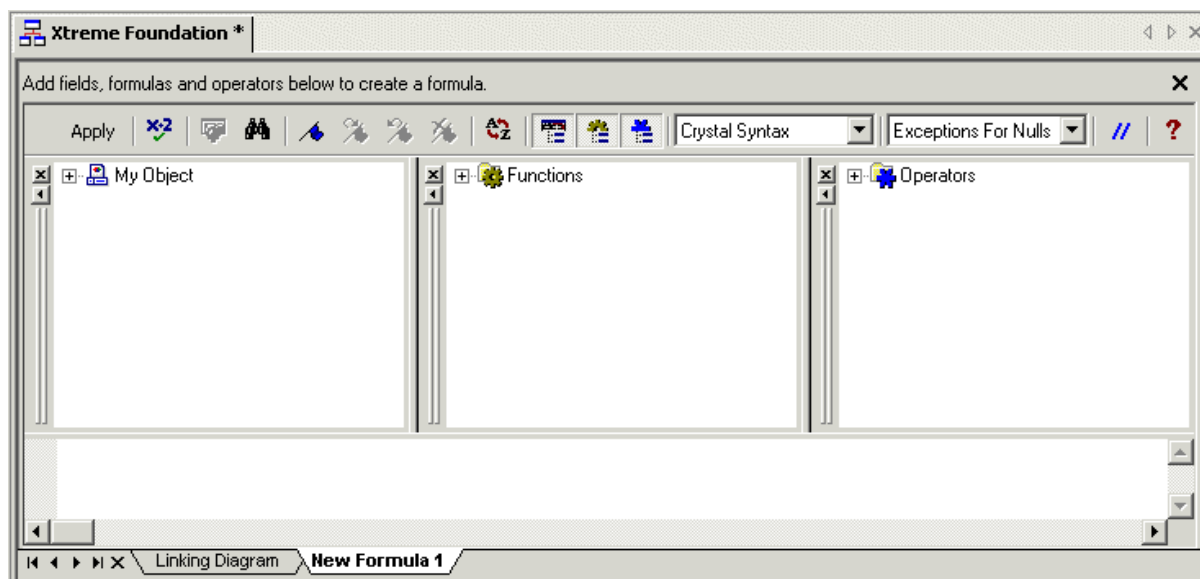 Xtreme Foundation *
Add fields, formulas and operators below to create a formula.
Apply x+2 A Z Crystal Syntax Exceptions For Nulls // ?
My Object Functions Operators
Linking Diagram New Formula 1